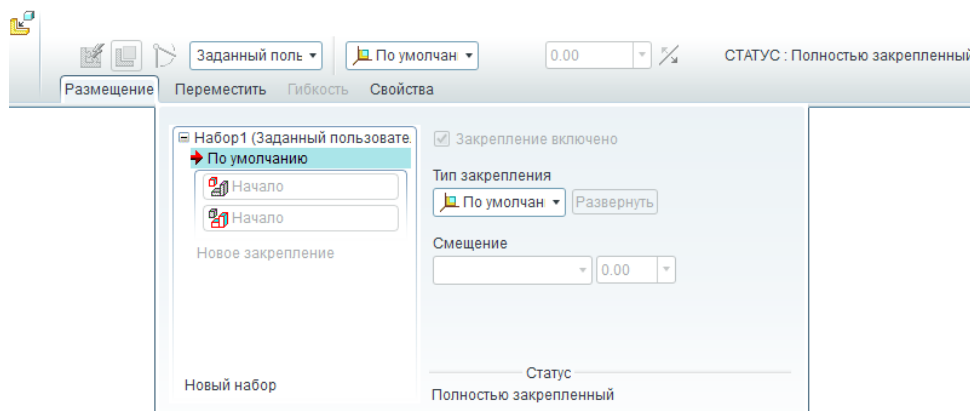 Заданный поль
По умолчан
0.00
СТАТУС : Полностью закрепленный
Размещение
Переместить
Гибкость
Свойства
Набор1 (Заданный пользовате.
По умолчанию
Начало
Начало
Новое закрепление
Новый набор
Закрепление включено
Тип закрепления
По умолчан
Развернуть
Смещение
0.00
Статус
Полностью закрепленный